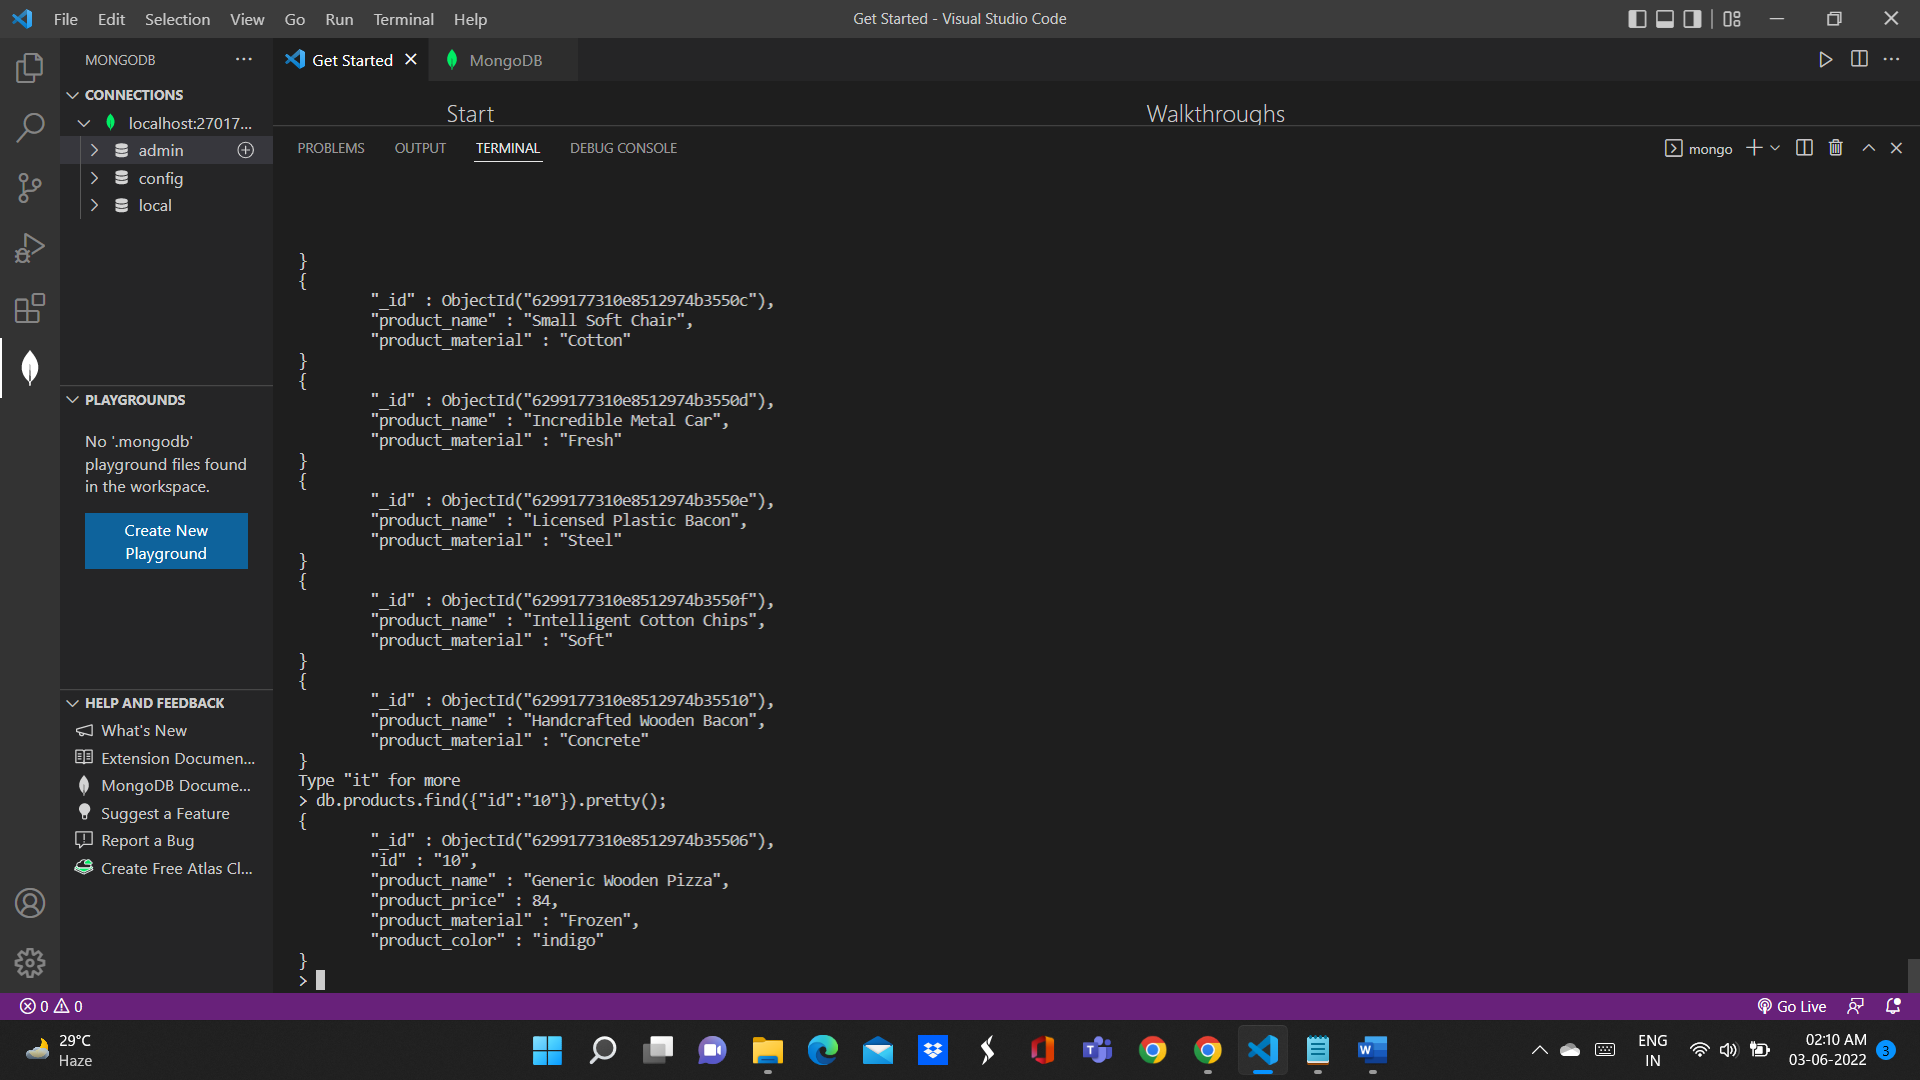 File Edit Selection View Go Run Terminal Help
Get Started - Visual Studio Code
MONGODB
Get Started
MongoDB
CONNECTIONS
localhost:27017...
admin
config
local
Start
Walkthroughs
PROBLEMS OUTPUT TERMINAL DEBUG CONSOLE
mongo
}
{
"_id" : ObjectId("6299177310e8512974b3550c"),
"product_name" : "Small Soft Chair",
"product_material" : "Cotton"
}
{
"_id" : ObjectId("6299177310e8512974b3550d"),
"product_name" : "Incredible Metal Car",
"product_material" : "Fresh"
}
{
"_id" : ObjectId("6299177310e8512974b3550e"),
"product_name" : "Licensed Plastic Bacon",
"product_material" : "Steel"
}
{
"_id" : ObjectId("6299177310e8512974b3550f"),
"product_name" : "Intelligent Cotton Chips",
"product_material" : "Soft"
}
{
"_id" : ObjectId("6299177310e8512974b35510"),
"product_name" : "Handcrafted Wooden Bacon",
"product_material" : "Concrete"
}
Type "it" for more
> db.products.find({"id":"10"}).pretty();
{
"_id" : ObjectId("6299177310e8512974b35506"),
"id" : "10",
"product_name" : "Generic Wooden Pizza",
"product_price" : 84,
"product_material" : "Frozen",
"product_color" : "indigo"
}
>
PLAYGROUNDS
No '.mongodb'
playground files found
in the workspace.
Create New
Playground
HELP AND FEEDBACK
What's New
Extension Documen...
MongoDB Docume...
Suggest a Feature
Report a Bug
Create Free Atlas Cl...
0 0
Go Live
29°C
Haze
ENG
IN
02:10 AM
03-06-2022
3